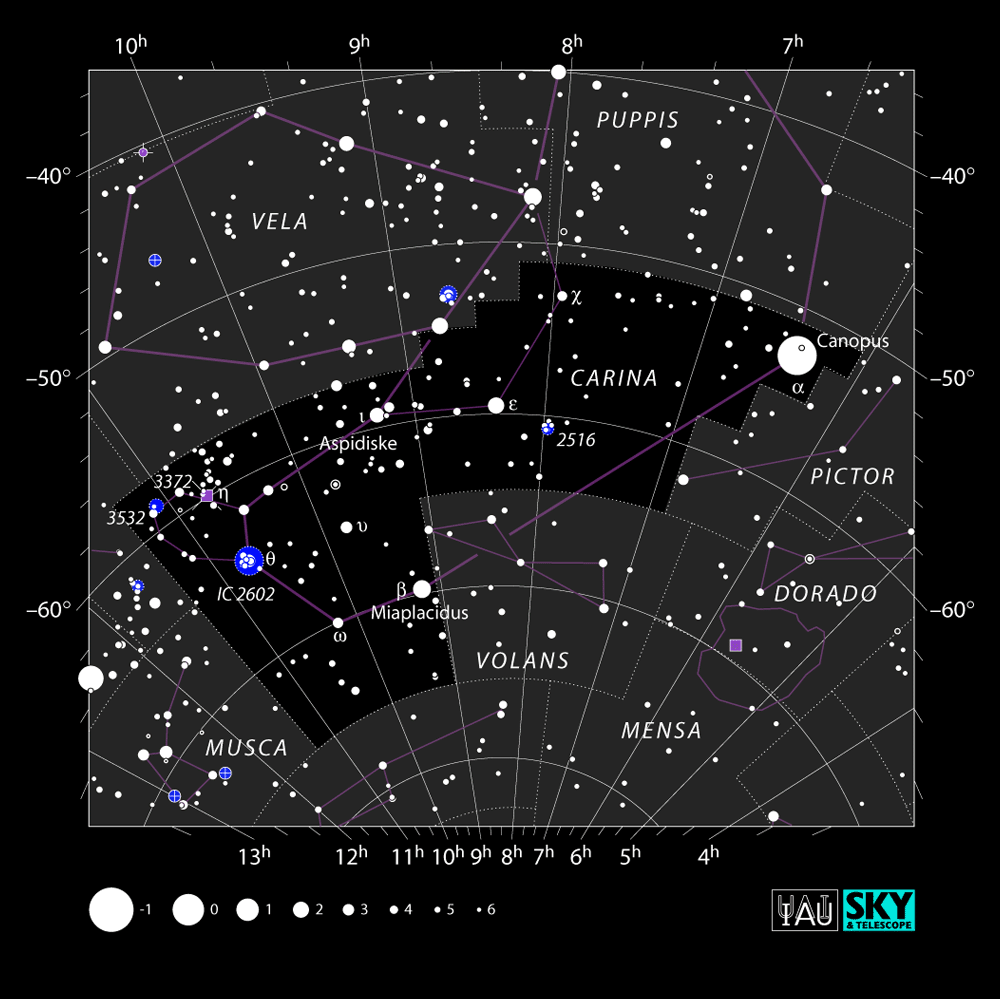 10h 9h 8h 7h
PUPPIS
–40° –40°
VELA
χ
Canopus
–50° CARINA α –50°
ι ε
Aspidiske 2516
3372 η PICTOR
3532 υ
θ
IC 2602 β DORADO
–60° Miaplacidus –60°
ω
VOLANS
MENSA
MUSCA
13h 12h 11h 10h 9h 8h 7h 6h 5h 4h
-1 0 1 2 3 4 5 6
IAU SKY
& TELESCOPE